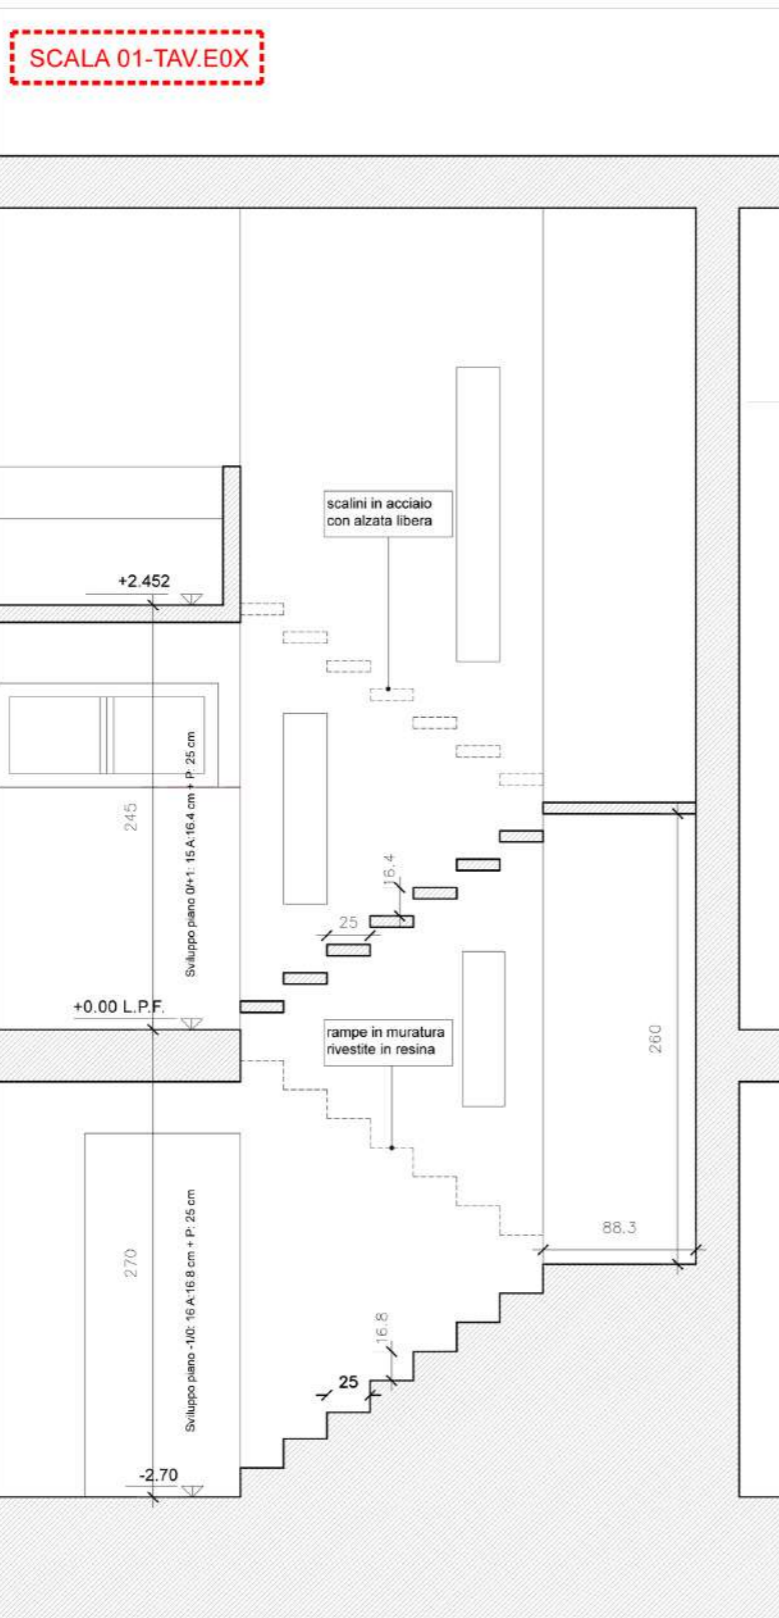 SCALA 01-TAV.E0X
scalini in acciaio
con alzata libera
+2.452
245
Sviluppo piano 0/+1: 15 A:16.4 cm + P: 25 cm
16.4
25
+0.00 L.P.F.
rampe in muratura
rivestite in resina
260
88.3
270
Sviluppo piano -1/0: 16 A:16.8 cm + P: 25 cm
16.8
25
-2.70